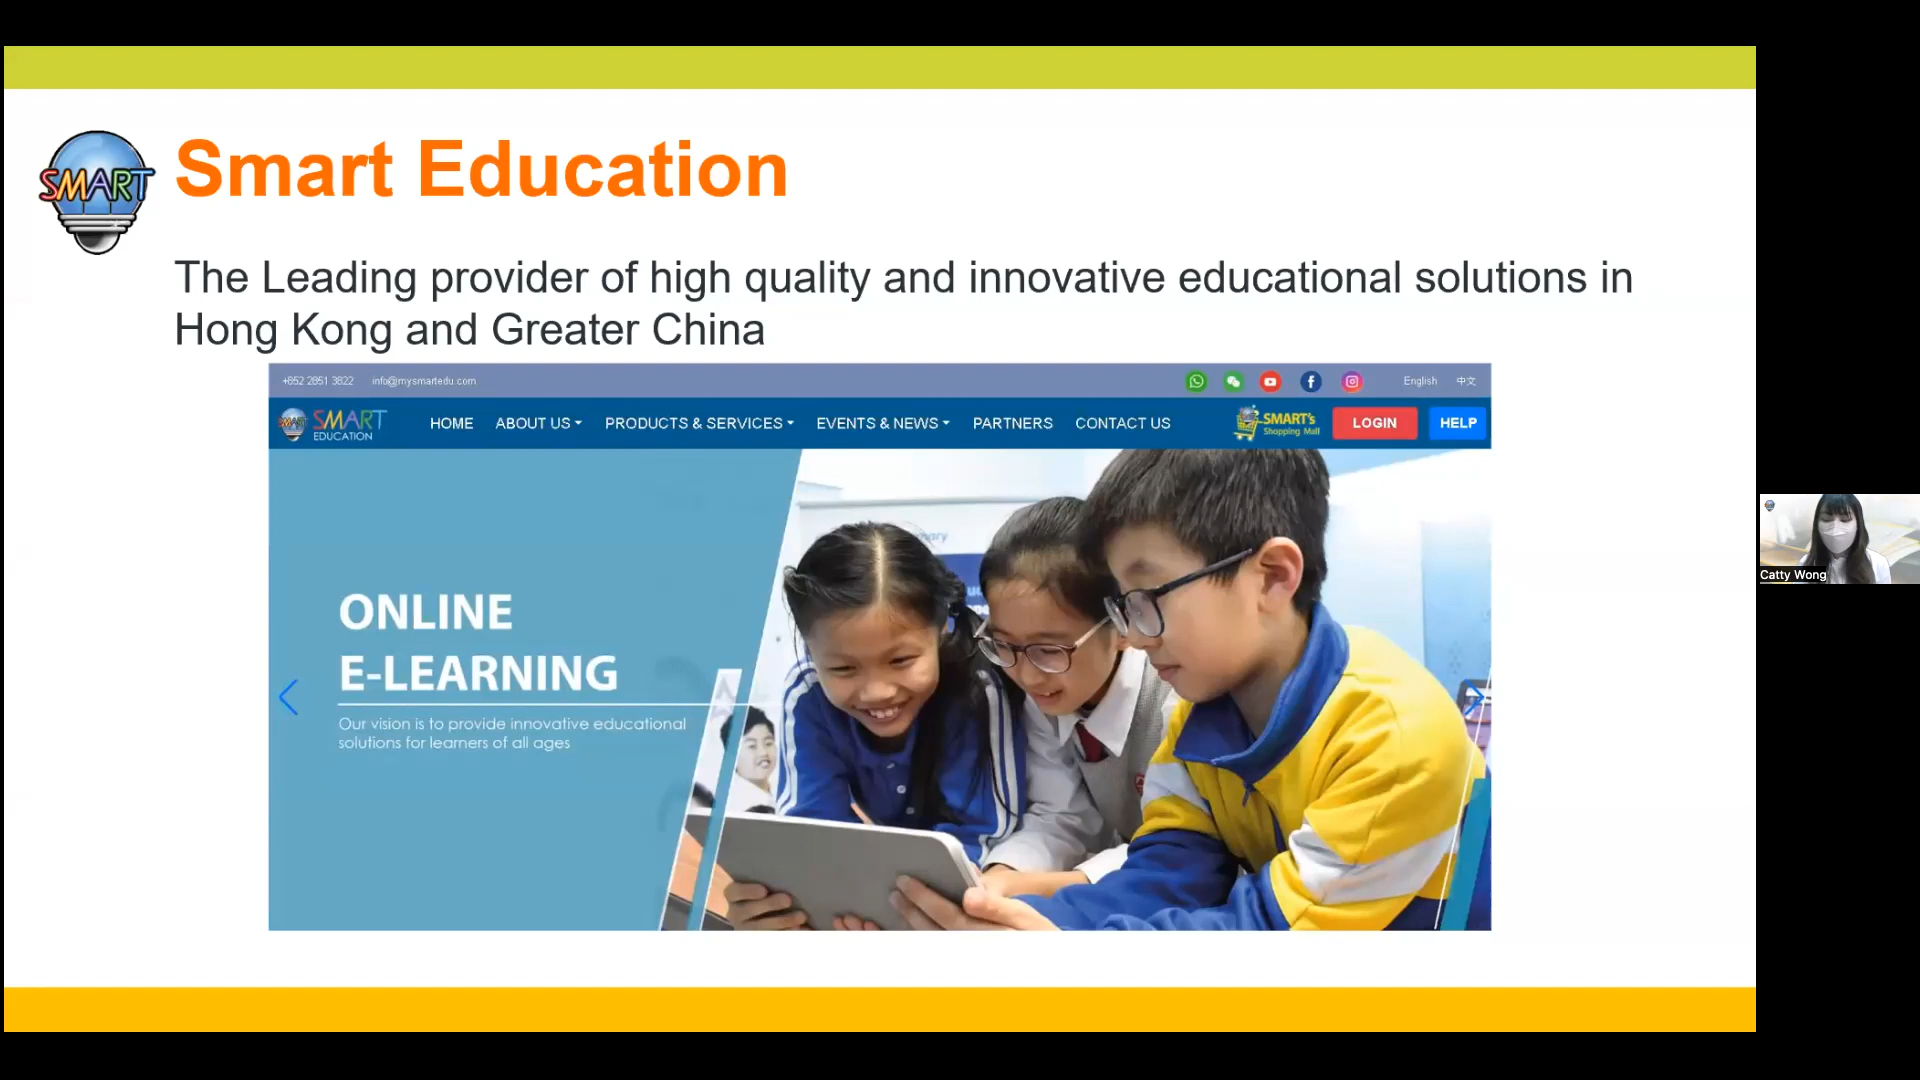 SMART
Smart Education
The Leading provider of high quality and innovative educational solutions in
Hong Kong and Greater China
+852 2851 3822 info@mysmartedu.com English 中文
SMART
EDUCATION
HOME ABOUT US PRODUCTS & SERVICES EVENTS & NEWS PARTNERS CONTACT US
SMART's
Shopping Mall
LOGIN HELP
ONLINE
E-LEARNING
Our vision is to provide innovative educational
solutions for learners of all ages
Catty Wong